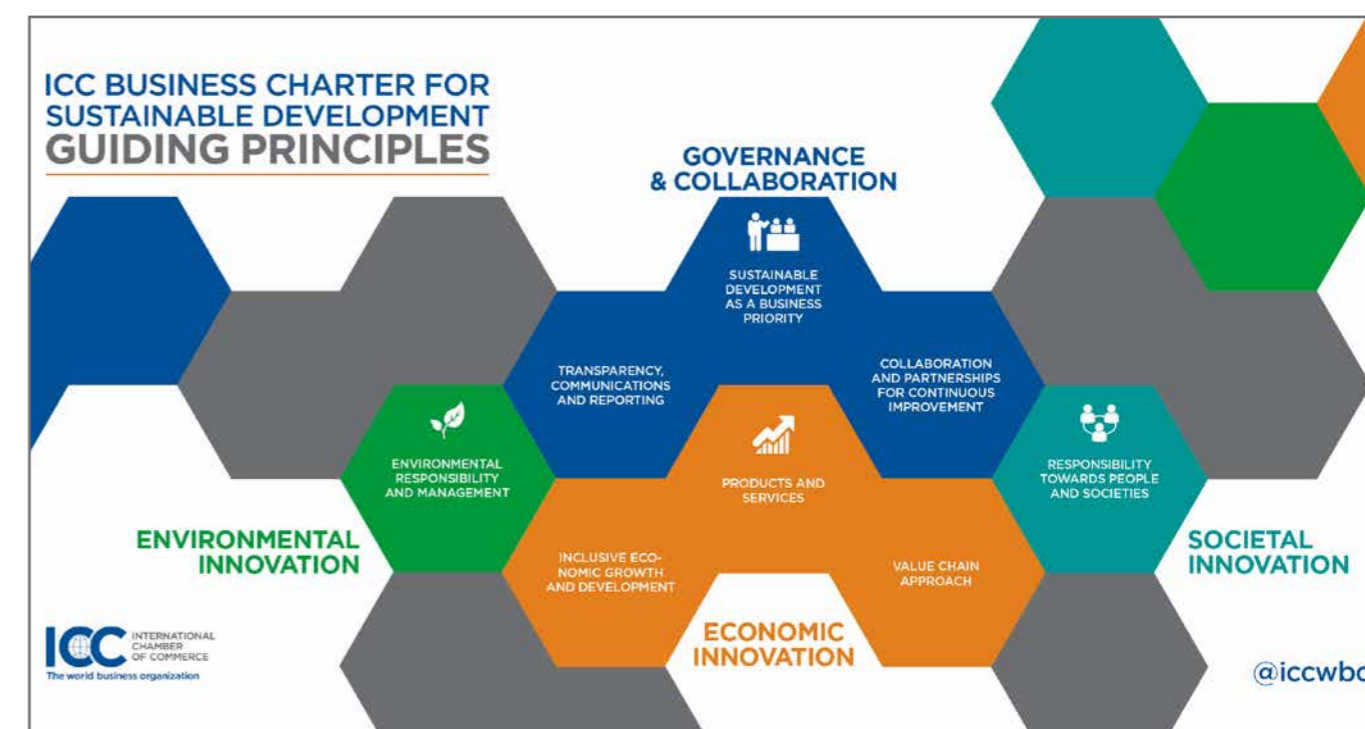 ICC BUSINESS CHARTER FOR
SUSTAINABLE DEVELOPMENT
GUIDING PRINCIPLES
GOVERNANCE
& COLLABORATION
SUSTAINABLE
DEVELOPMENT
AS A BUSINESS
PRIORITY
TRANSPARENCY,
COMMUNICATIONS
AND REPORTING
COLLABORATION
AND PARTNERSHIPS
FOR CONTINUOUS
IMPROVEMENT
ENVIRONMENTAL
RESPONSIBILITY
AND MANAGEMENT
PRODUCTS AND
SERVICES
RESPONSIBILITY
TOWARDS PEOPLE
AND SOCIETIES
ENVIRONMENTAL
INNOVATION
INCLUSIVE ECO-
NOMIC GROWTH
AND DEVELOPMENT
VALUE CHAIN
APPROACH
SOCIETAL
INNOVATION
ECONOMIC
INNOVATION
ICC
INTERNATIONAL
CHAMBER
OF COMMERCE
The world business organization
@iccwbo